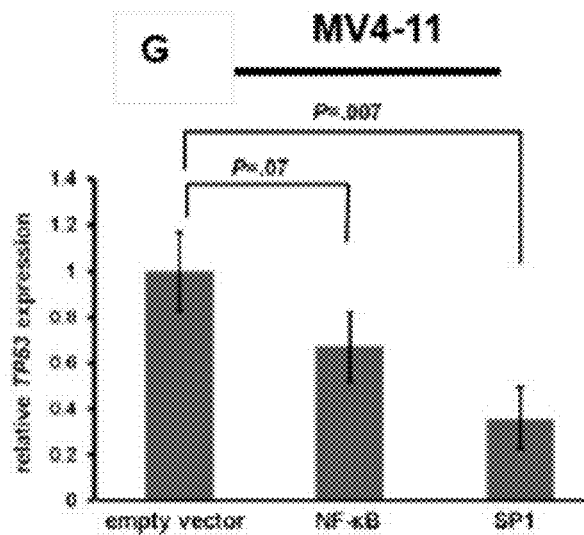 G
MV4-11
P=.007
P=.07
relative TP53 expression
1.4
1.2
1
0.8
0.6
0.4
0.2
0
empty vector
NF-κB
SP1